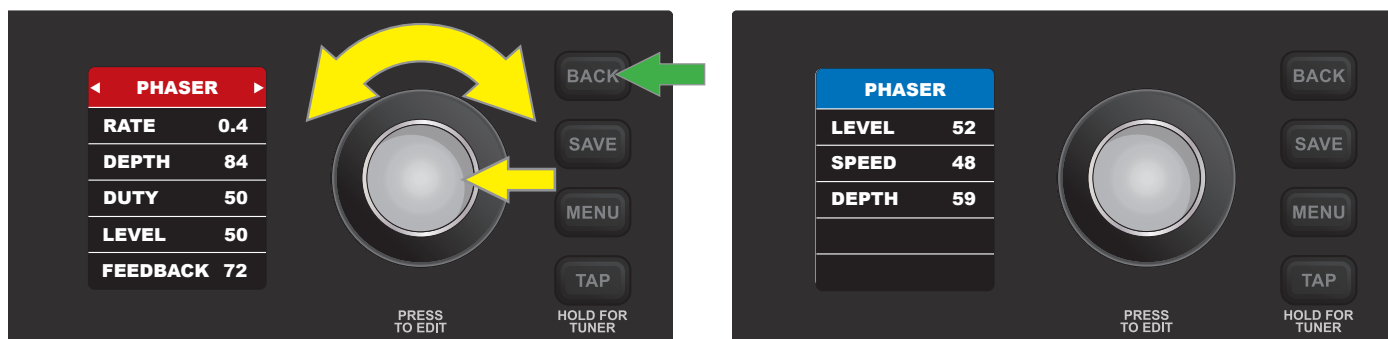 PHASER
RATE 0.4
DEPTH 84
DUTY 50
LEVEL 50
FEEDBACK 72
BACK
SAVE
MENU
TAP
PRESS
TO EDIT
HOLD FOR
TUNER
PHASER
LEVEL 52
SPEED 48
DEPTH 59
BACK
SAVE
MENU
TAP
PRESS
TO EDIT
HOLD FOR
TUNER